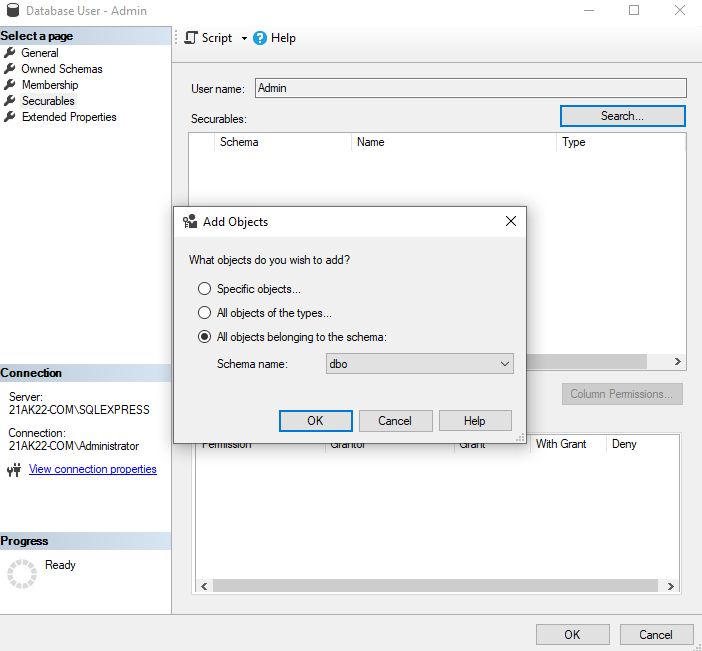 Database User - Admin
Select a page
General
Owned Schemas
Membership
Securables
Extended Properties
Script
Help
User name:
Admin
Securables:
Search...
Schema
Name
Type
Add Objects
What objects do you wish to add?
Specific objects...
All objects of the types...
All objects belonging to the schema:
Schema name:
dbo
OK
Cancel
Help
Column Permissions...
Permission
Grantor
Grant
With Grant
Deny
Connection
Server:
21AK22-COM\SQLEXPRESS
Connection:
21AK22-COM\Administrator
View connection properties
Progress
Ready
OK
Cancel